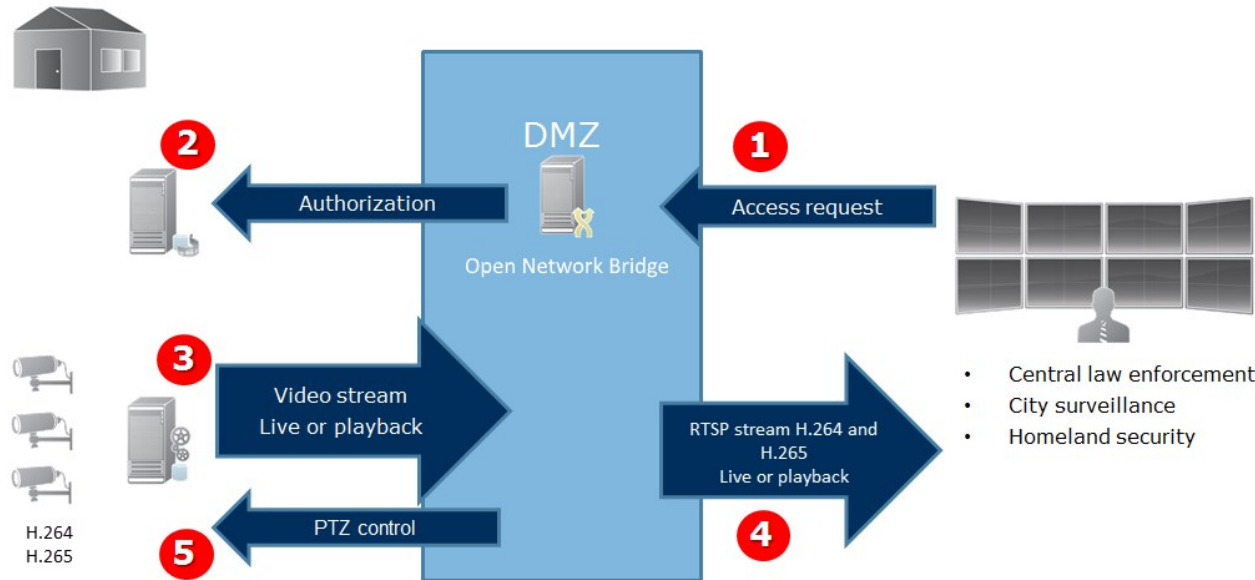 DMZ
2
1
Authorization
Access request
Open Network Bridge
3
Video stream
Live or playback
RTSP stream H.264 and
H.265
Live or playback
• Central law enforcement
• City surveillance
• Homeland security
H.264
H.265
5
PTZ control
4